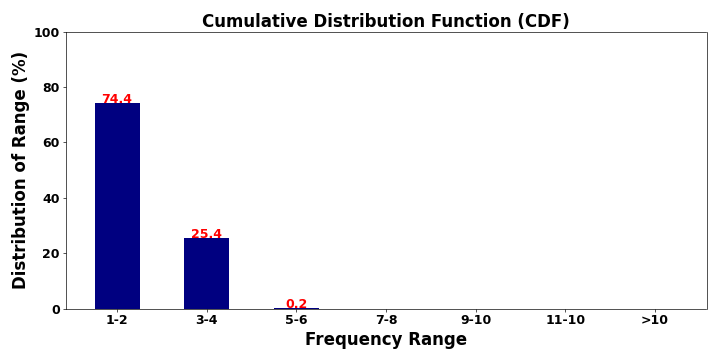 Cumulative Distribution Function (CDF)
Distribution of Range (%)
100
80
60
40
20
0
74.4
25.4
0.2
1-2 3-4 5-6 7-8 9-10 11-10 >10
Frequency Range